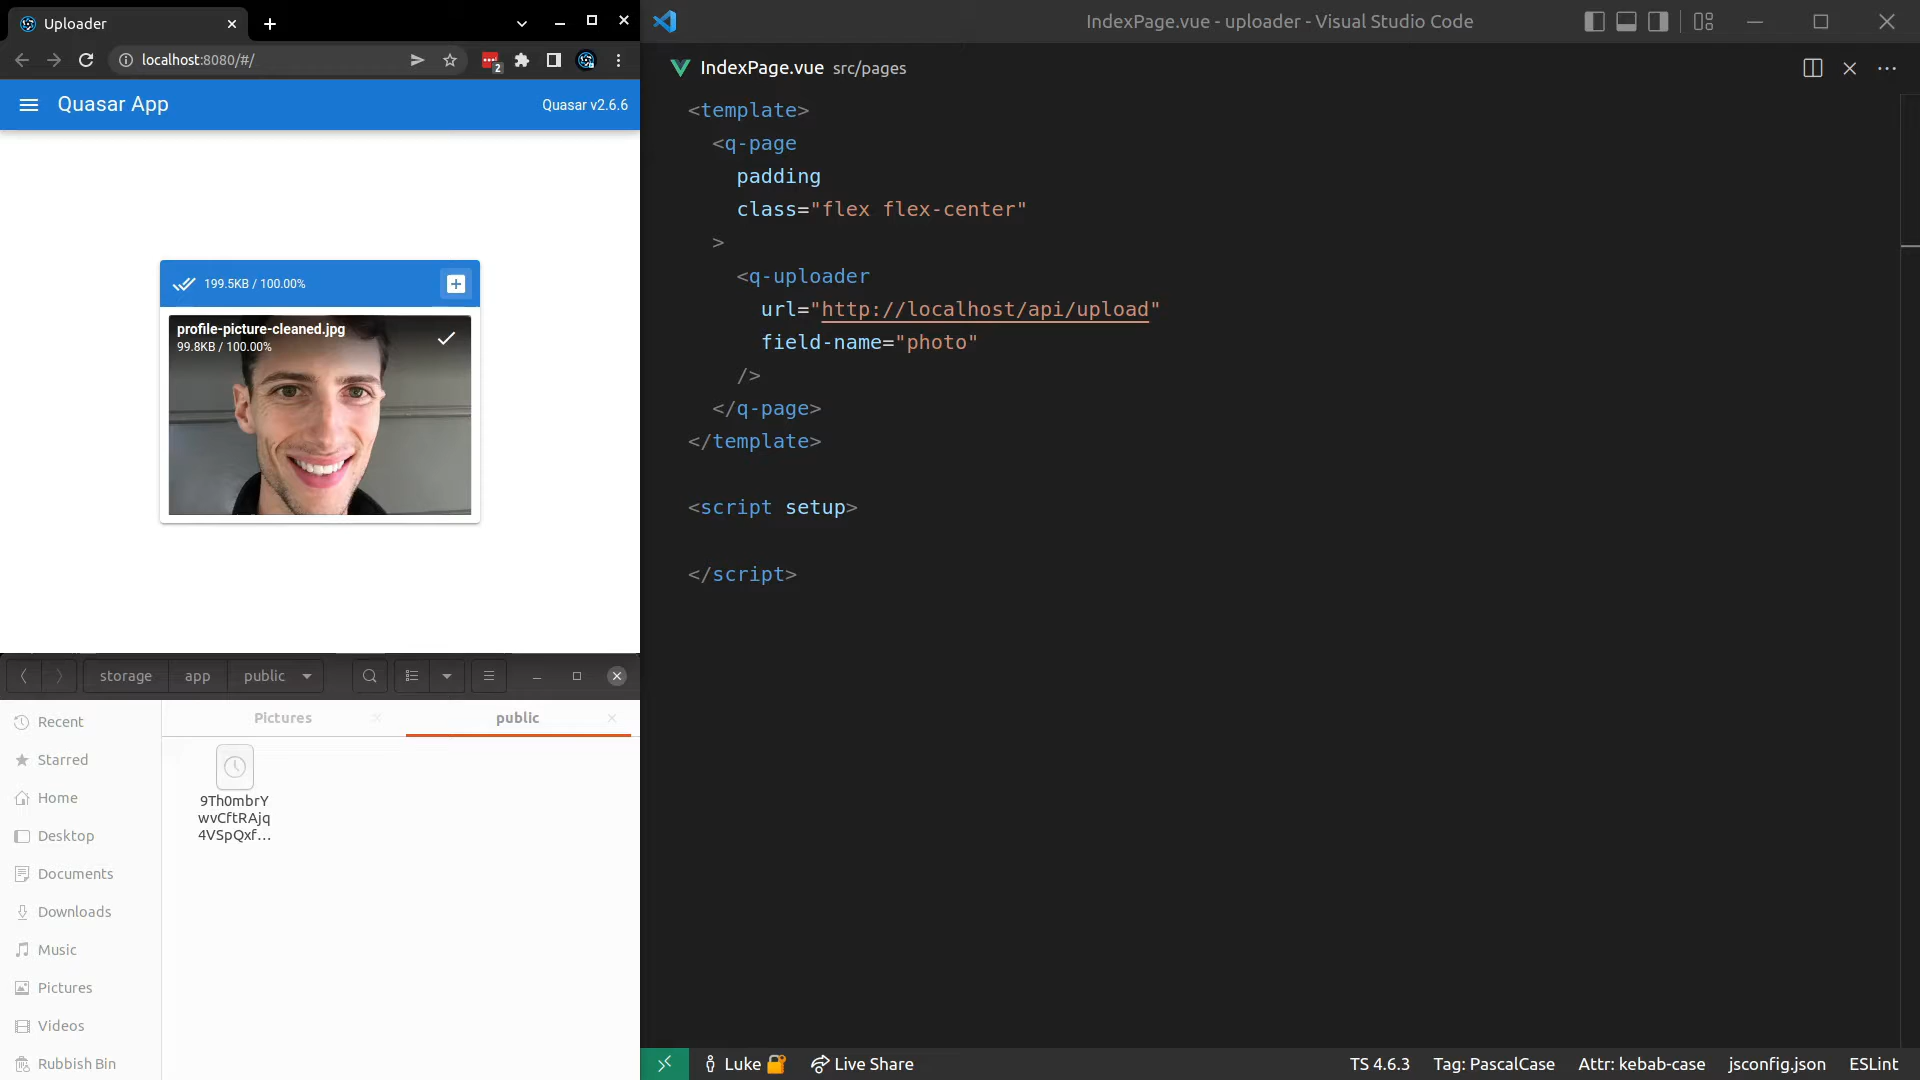 Uploader
localhost:8080/#/
2
Quasar App
Quasar v2.6.6
199.5KB / 100.00%
profile-picture-cleaned.jpg
99.8KB / 100.00%
storage
app
public
Pictures
public
Recent
Starred
Home
Desktop
Documents
Downloads
Music
Pictures
Videos
Rubbish Bin
9Th0mbrY
wvCftRAjq
4VSpQxf...
IndexPage.vue - uploader - Visual Studio Code
IndexPage.vue src/pages
<template>
<q-page
padding
class="flex flex-center"
>
<q-uploader
url="http://localhost/api/upload"
field-name="photo"
/>
</q-page>
</template>
<script setup>
</script>
Luke
Live Share
TS 4.6.3
Tag: PascalCase
Attr: kebab-case
jsconfig.json
ESLint